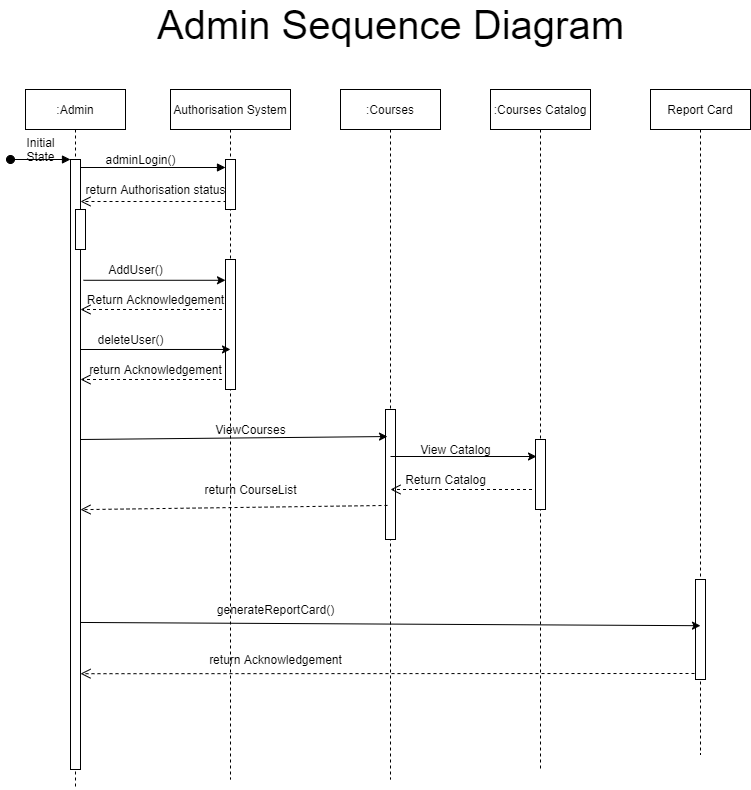 Admin Sequence Diagram
:Admin
Authorisation System
:Courses
:Courses Catalog
Report Card
Initial
State
adminLogin()
return Authorisation status
AddUser()
Return Acknowledgement
deleteUser()
return Acknowledgement
ViewCourses
View Catalog
Return Catalog
return CourseList
generateReportCard()
return Acknowledgement